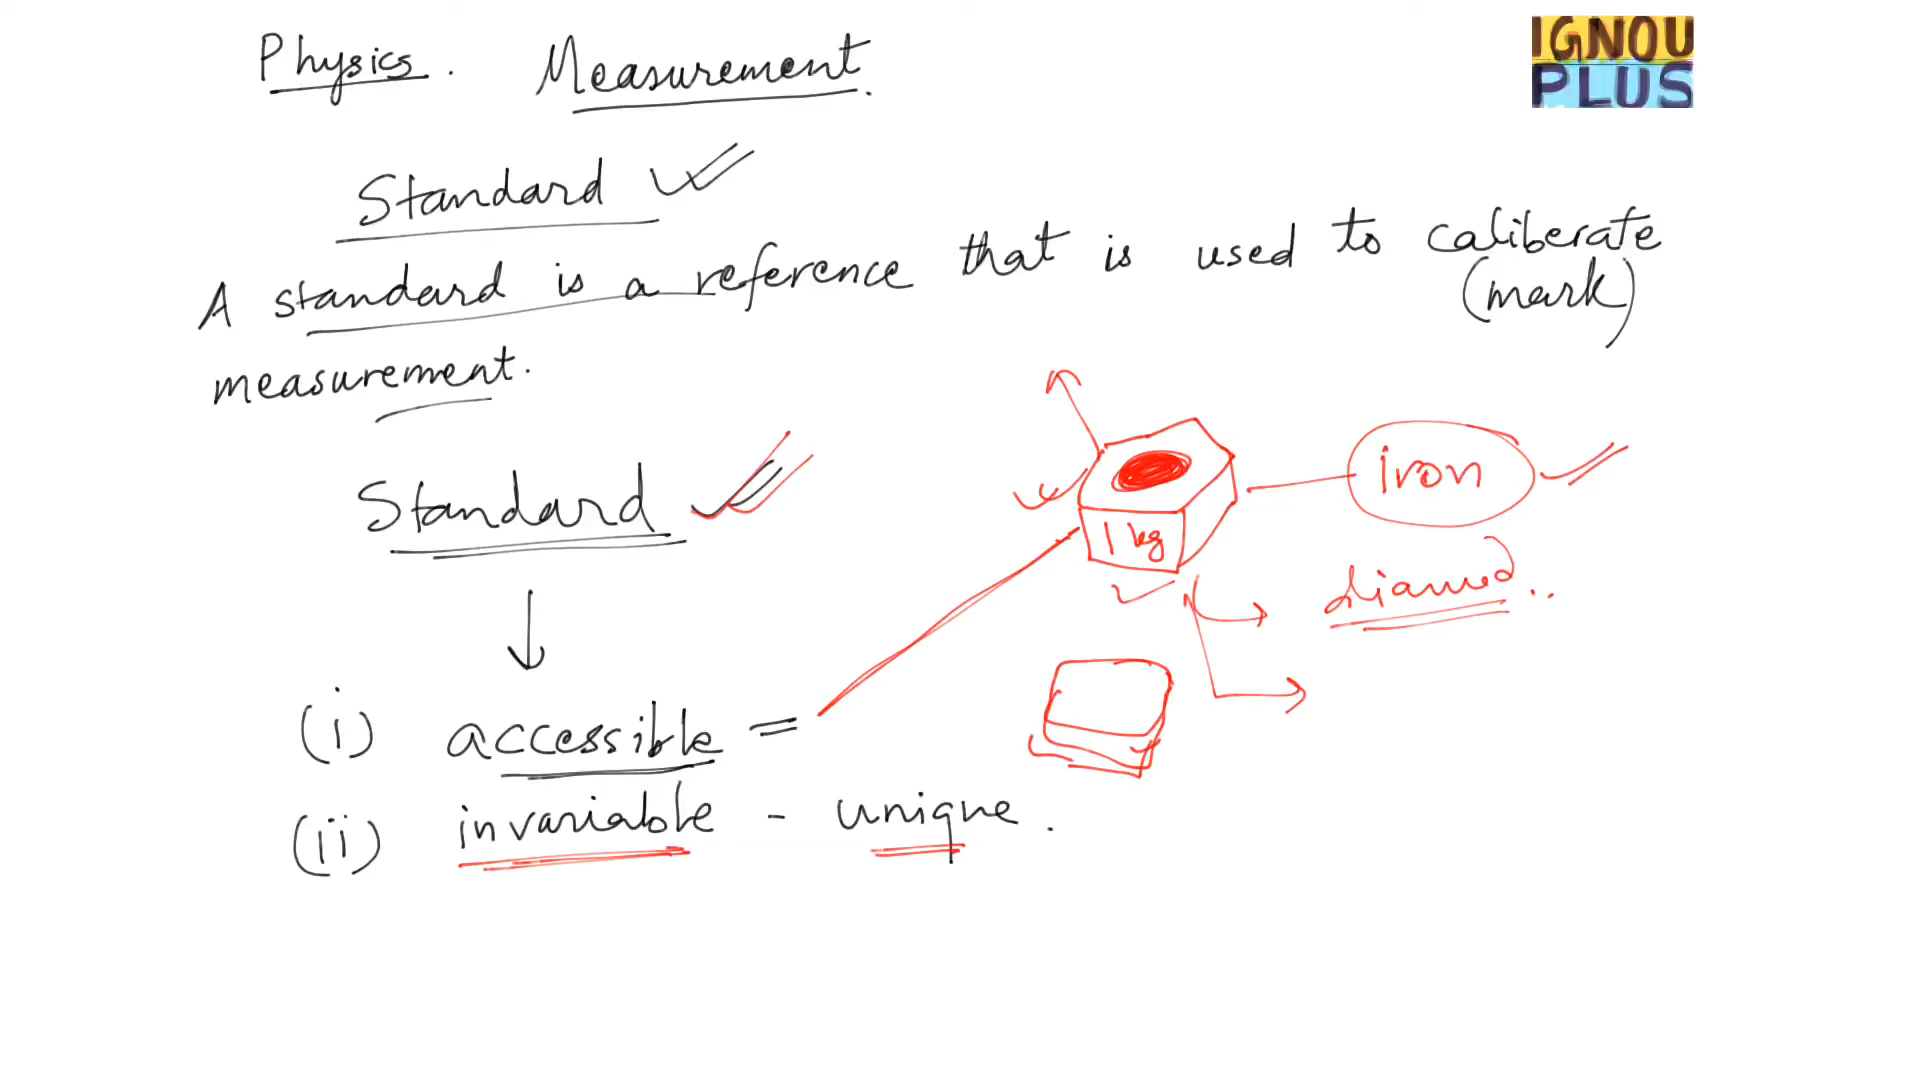 Physics. Measurement.
IGNOU
PLUS
Standard
A standard is a reference that is used to caliberate
(mark)
measurement.
Standard
1 kg
iron
(i) accessible =
(ii) invariable - unique.